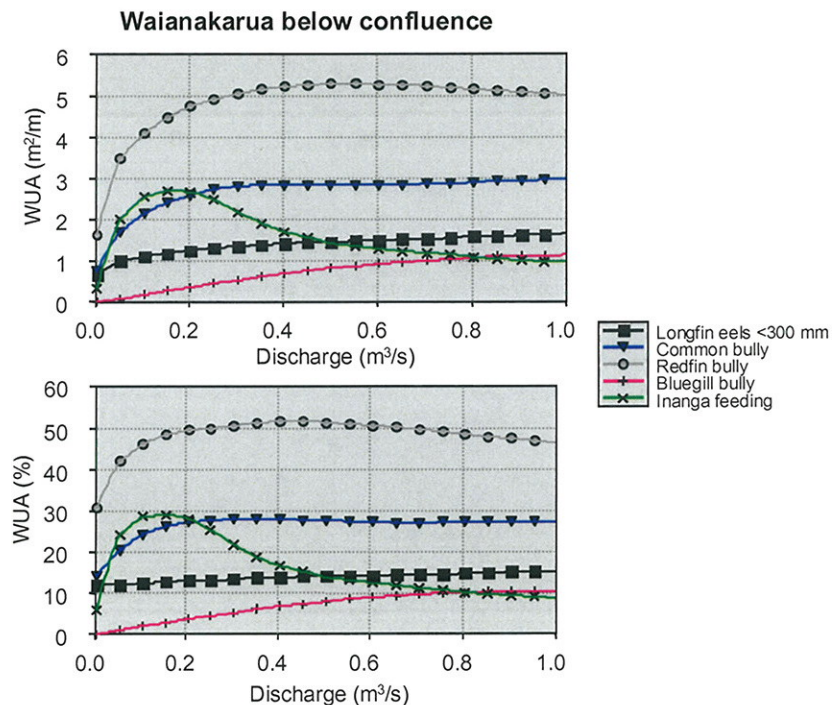 Waianakarua below confluence
WUA (m²/m)
6
5
4
3
2
1
0
0.0 0.2 0.4 0.6 0.8 1.0
Discharge (m³/s)
Longfin eels <300 mm
Common bully
Redfin bully
Bluegill bully
Inanga feeding
WUA (%)
60
50
40
30
20
10
0
0.0 0.2 0.4 0.6 0.8 1.0
Discharge (m³/s)